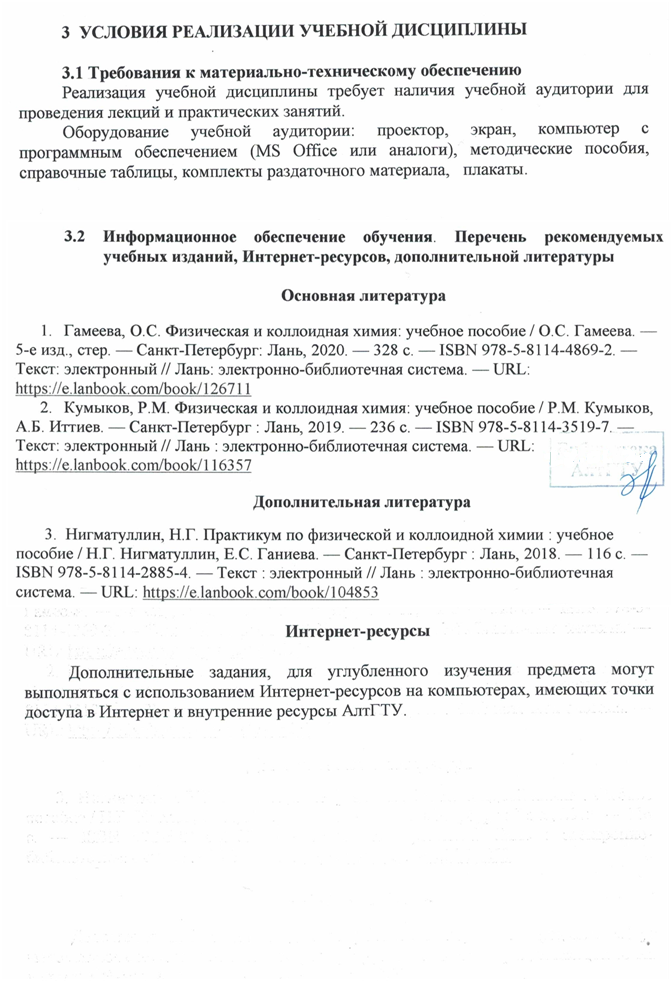 3 УСЛОВИЯ РЕАЛИЗАЦИИ УЧЕБНОЙ ДИСЦИПЛИНЫ
3.1 Требования к материально-техническому обеспечению
Реализация учебной дисциплины требует наличия учебной аудитории для
проведения лекций и практических занятий.
Оборудование учебной аудитории: проектор, экран, компьютер с
программным обеспечением (MS Office или аналоги), методические пособия,
справочные таблицы, комплекты раздаточного материала, плакаты.
3.2 Информационное обеспечение обучения. Перечень рекомендуемых
учебных изданий, Интернет-ресурсов, дополнительной литературы
Основная литература
1. Гамеева, О.С. Физическая и коллоидная химия: учебное пособие / О.С. Гамеева. —
5-е изд., стер. — Санкт-Петербург: Лань, 2020. — 328 с. — ISBN 978-5-8114-4869-2. —
Текст: электронный // Лань: электронно-библиотечная система. — URL:
https://e.lanbook.com/book/126711
2. Кумыков, Р.М. Физическая и коллоидная химия: учебное пособие / Р.М. Кумыков,
А.Б. Иттиев. — Санкт-Петербург : Лань, 2019. — 236 с. — ISBN 978-5-8114-3519-7. —
Текст: электронный // Лань : электронно-библиотечная система. — URL:
https://e.lanbook.com/book/116357
АлтГТУ
Дополнительная литература
3. Нигматуллин, Н.Г. Практикум по физической и коллоидной химии : учебное
пособие / Н.Г. Нигматуллин, Е.С. Ганиева. — Санкт-Петербург : Лань, 2018. — 116 с. —
ISBN 978-5-8114-2885-4. — Текст : электронный // Лань : электронно-библиотечная
система. — URL: https://e.lanbook.com/book/104853
Интернет-ресурсы
Дополнительные задания, для углубленного изучения предмета могут
выполняться с использованием Интернет-ресурсов на компьютерах, имеющих точки
доступа в Интернет и внутренние ресурсы АлтГТУ.